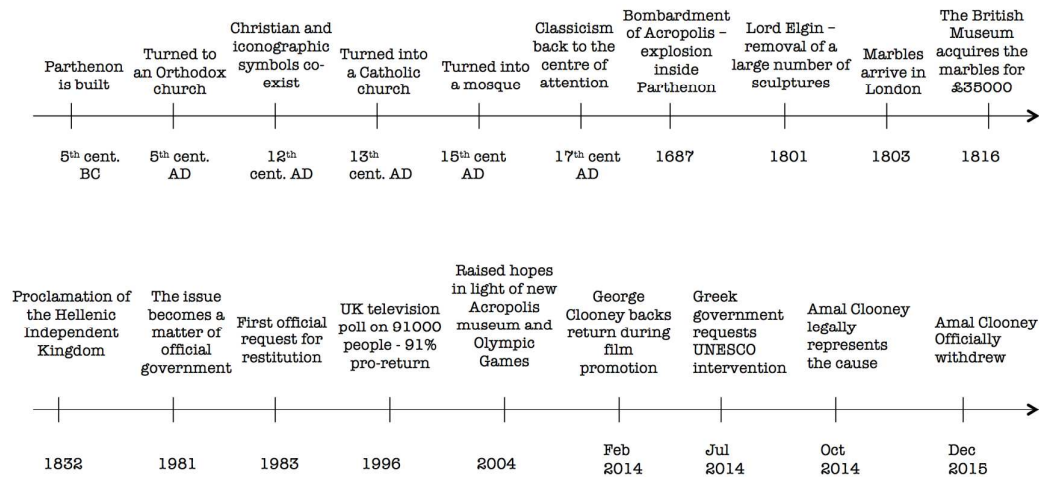 Parthenon
is built
Turned to
an Orthodox
church
Christian and
iconographic
symbols co-
exist
Turned into
a Catholic
church
Turned into
a mosque
Classicism
back to the
centre of
attention
Bombardment
of Acropolis –
explosion
inside
Parthenon
Lord Elgin –
removal of a
large number of
sculptures
Marbles
arrive in
London
The British
Museum
acquires the
marbles for
£35000
5th cent.
BC
5th cent.
AD
12th
cent. AD
13th
cent. AD
15th cent
AD
17th cent
AD
1687
1801
1803
1816
Proclamation of
the Hellenic
Independent
Kingdom
The issue
becomes a
matter of
official
government
First official
request for
restitution
UK television
poll on 91000
people - 91%
pro-return
Raised hopes
in light of new
Acropolis
museum and
Olympic
Games
George
Clooney backs
return during
film
promotion
Greek
government
requests
UNESCO
intervention
Amal Clooney
legally
represents
the cause
Amal Clooney
Officially
withdrew
1832
1981
1983
1996
2004
Feb
2014
Jul
2014
Oct
2014
Dec
2015